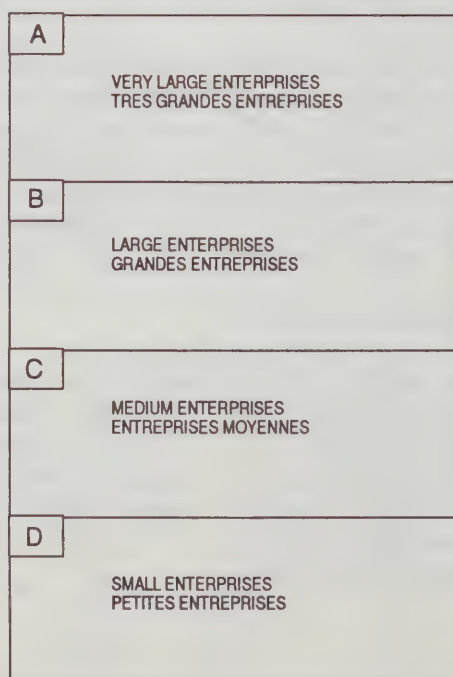 A
VERY LARGE ENTERPRISES
TRES GRANDES ENTREPRISES
B
LARGE ENTERPRISES
GRANDES ENTREPRISES
C
MEDIUM ENTERPRISES
ENTREPRISES MOYENNES
D
SMALL ENTERPRISES
PETITES ENTREPRISES